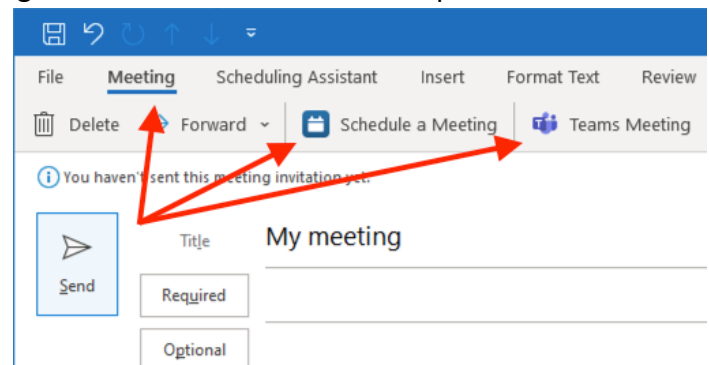 File Meeting Scheduling Assistant Insert Format Text Review
Delete Forward Schedule a Meeting Teams Meeting
You haven't sent this meeting invitation yet.
Title My meeting
Send
Required
Optional